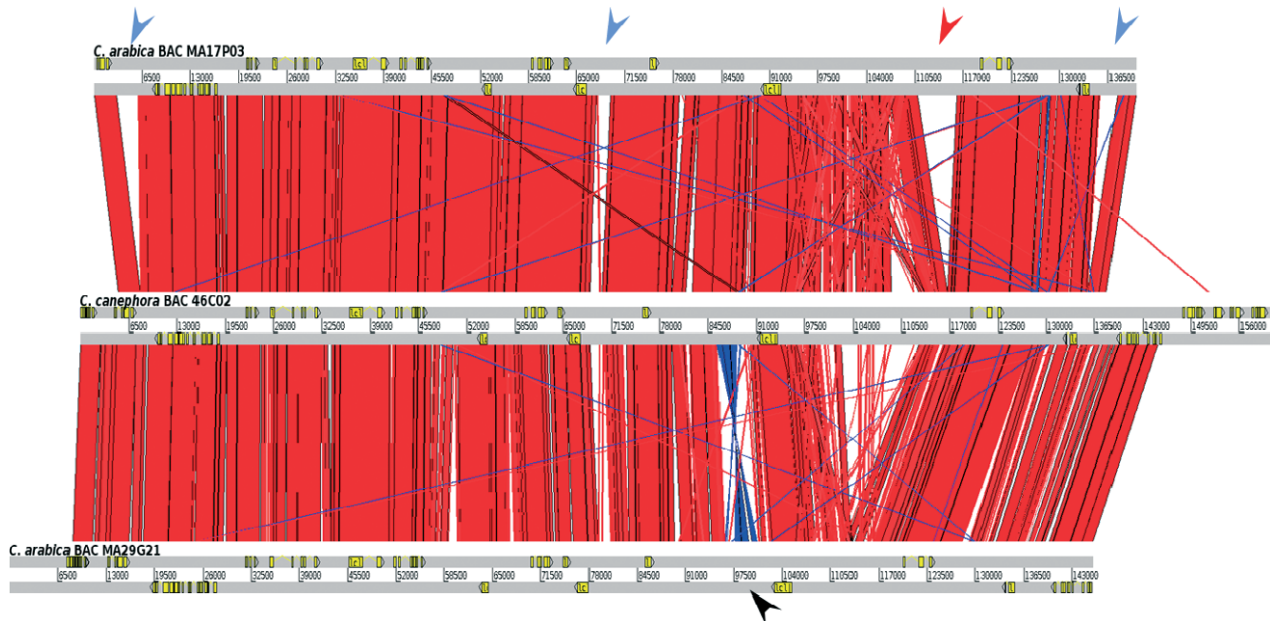 C. arabica BAC MA17P03
6500 13000 19500 26000 32500 39000 45500 52000 58500 65000 71500 78000 84500 91000 97500 104000 110500 117000 123500 130000 136500
C. canephora BAC 46C02
6500 13000 19500 26000 32500 39000 45500 52000 58500 65000 71500 78000 84500 91000 97500 104000 110500 117000 123500 130000 136500 143000 149500 156000
C. arabica BAC MA29G21
6500 13000 19500 26000 32500 39000 45500 52000 58500 65000 71500 78000 84500 91000 97500 104000 110500 117000 123500 130000 136500 143000